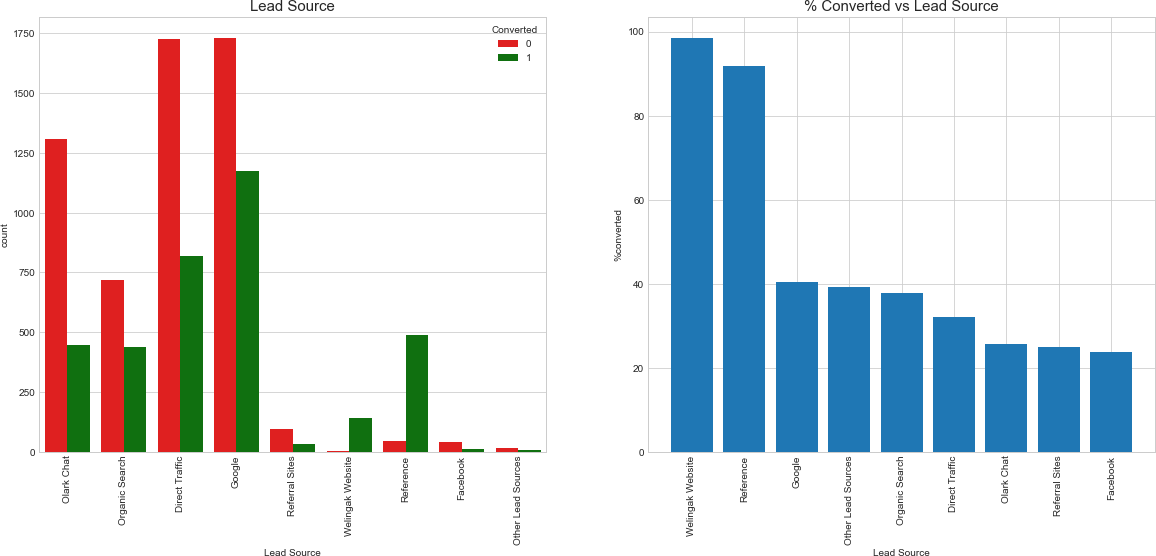 Lead Source
1750
1500
1250
1000
750
500
250
0
count
Converted
0
1
Olark Chat
Organic Search
Direct Traffic
Google
Referral Sites
Welingak Website
Reference
Facebook
Other Lead Sources
Lead Source
% Converted vs Lead Source
100
80
60
40
20
0
%converted
Welingak Website
Reference
Google
Other Lead Sources
Organic Search
Direct Traffic
Olark Chat
Referral Sites
Facebook
Lead Source